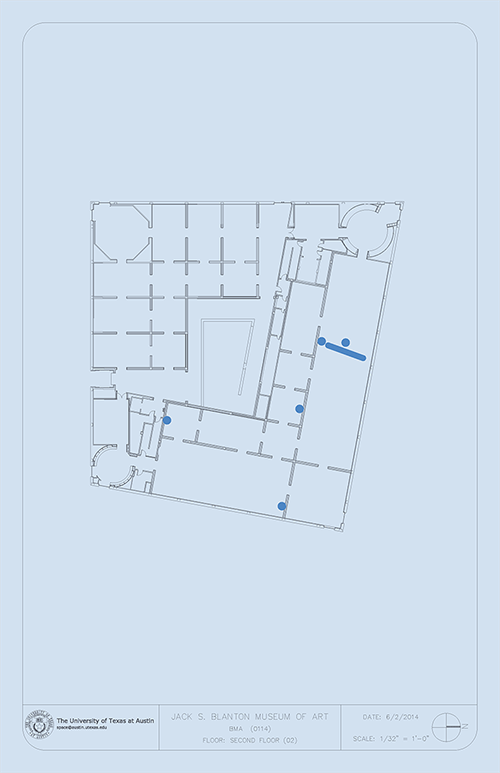 The University of Texas at Austin
space@austin.utexas.edu
JACK S. BLANTON MUSEUM OF ART
BMA (0114)
FLOOR: SECOND FLOOR (02)
DATE: 6/2/2014
SCALE: 1/32" = 1'-0"
N